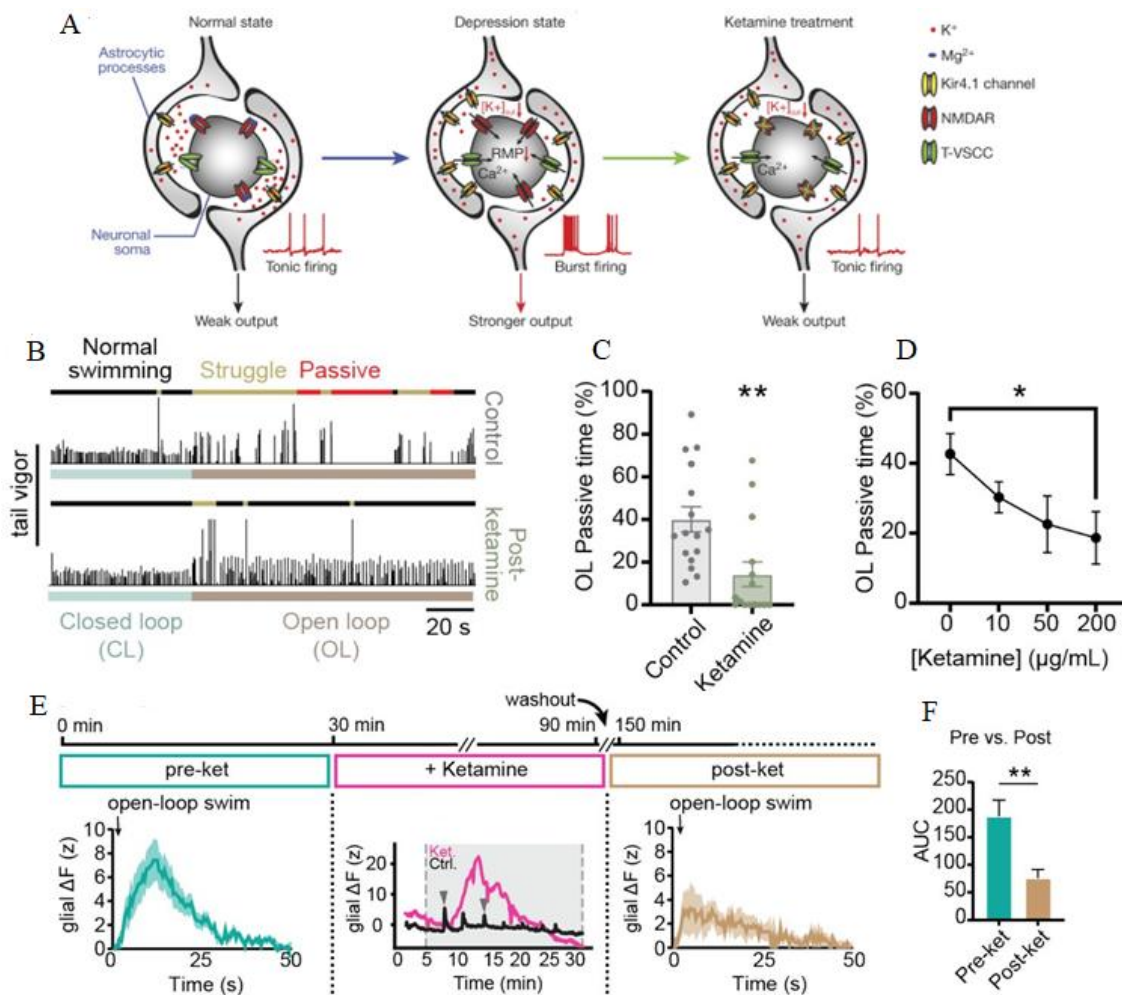 A
Normal state
Depression state
Ketamine treatment
Astrocytic
processes
Neuronal
soma
Tonic firing
Weak output
RMP
Ca²⁺
Burst firing
Stronger output
Ca²⁺
Tonic firing
Weak output
K⁺
Mg²⁺
Kir4.1 channel
NMDAR
T-VSCC
B
Normal
swimming
Struggle
Passive
tail vigor
Control
Post-
ketamine
Closed loop
(CL)
Open loop
(OL)
20 s
C
OL Passive time (%)
100
80
60
40
20
0
**
Control
Ketamine
D
OL Passive time (%)
60
40
20
0
*
0 10 50 200
[Ketamine] (µg/mL)
E
washout
0 min
30 min
90 min
150 min
pre-ket
+ Ketamine
post-ket
open-loop swim
glial ΔF (z)
10
8
6
4
2
0
0 25 50
Time (s)
Ket.
Ctrl.
glial ΔF (z)
20
10
0
0 5 10 15 20 25 30
Time (min)
open-loop swim
glial ΔF (z)
10
8
6
4
2
0
0 25 50
Time (s)
F
Pre vs. Post
**
AUC
250
200
150
100
50
0
Pre-ket
Post-ket